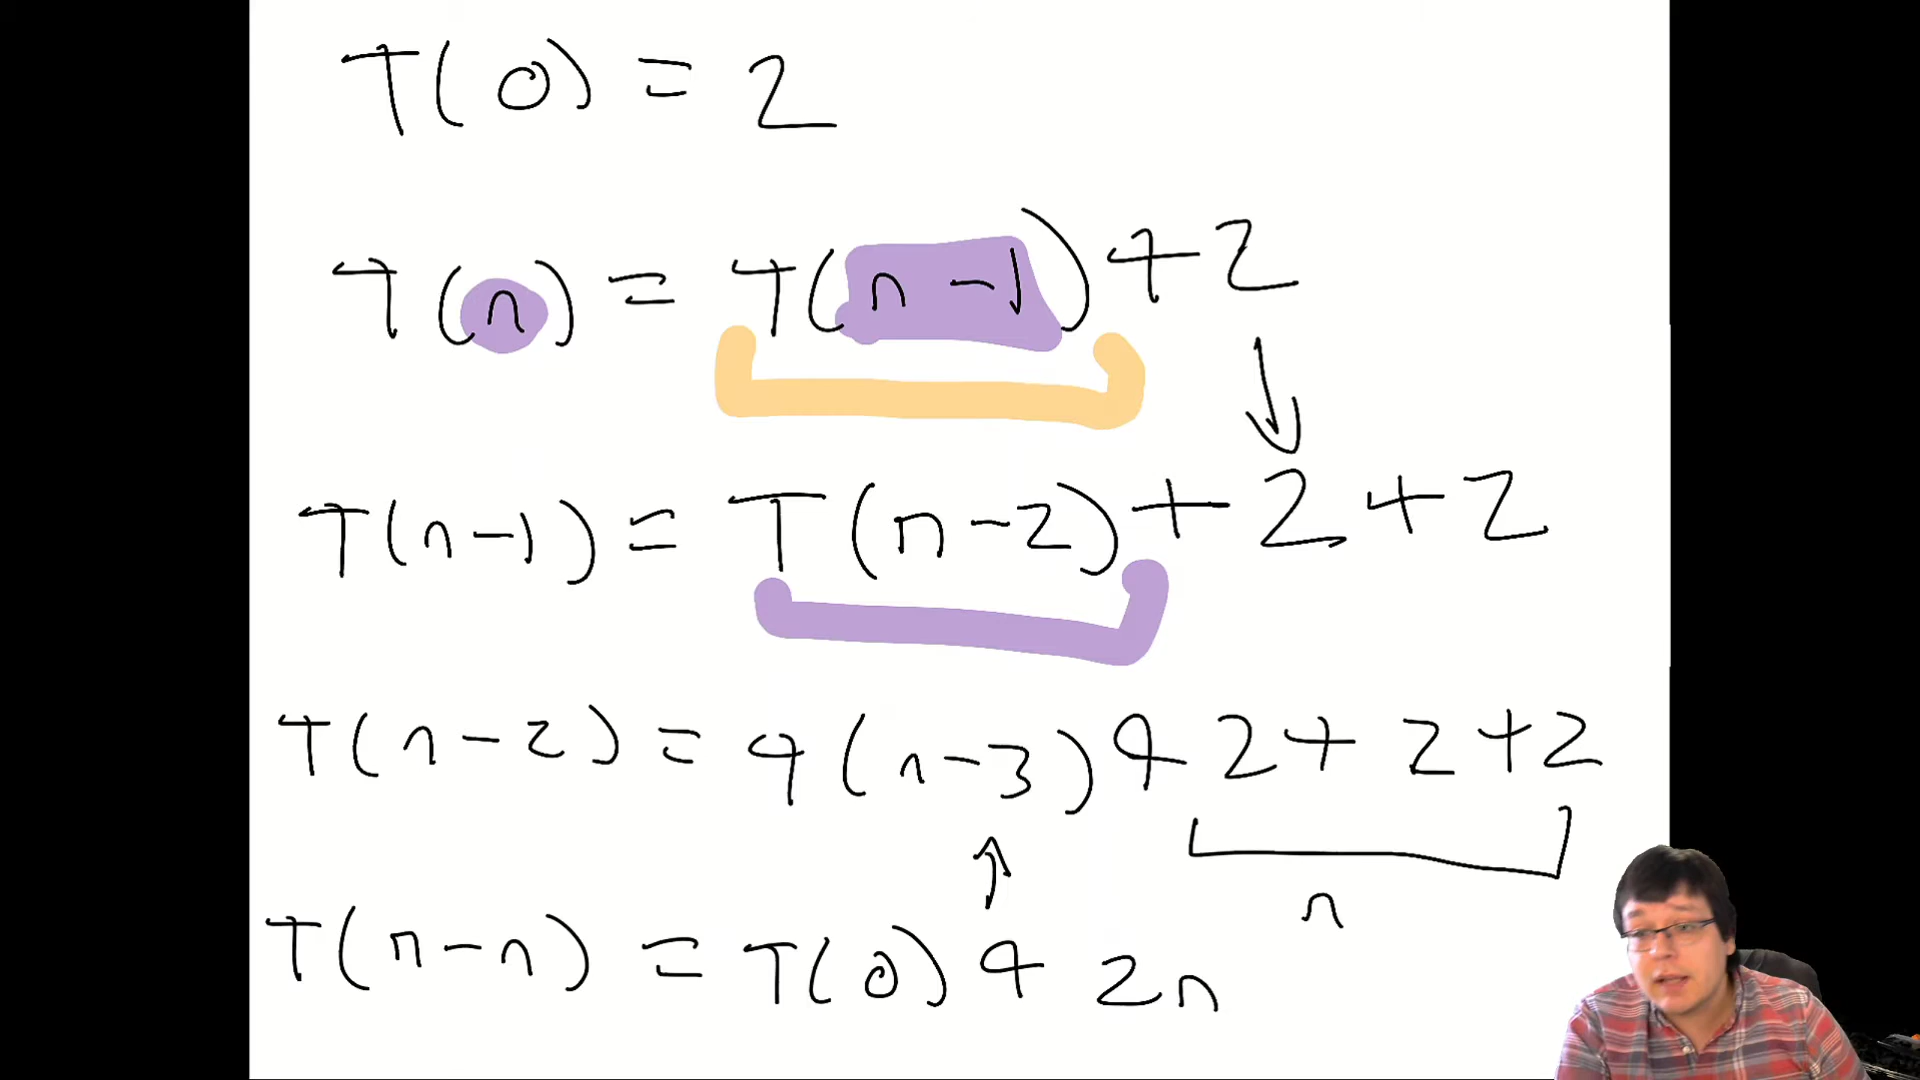 T(0) = 2
T(n) = T(n-1) + 2
T(n-1) = T(n-2) + 2 + 2
T(n-2) = T(n-3) + 2 + 2 + 2
n
T(n-n) = T(0) + 2n